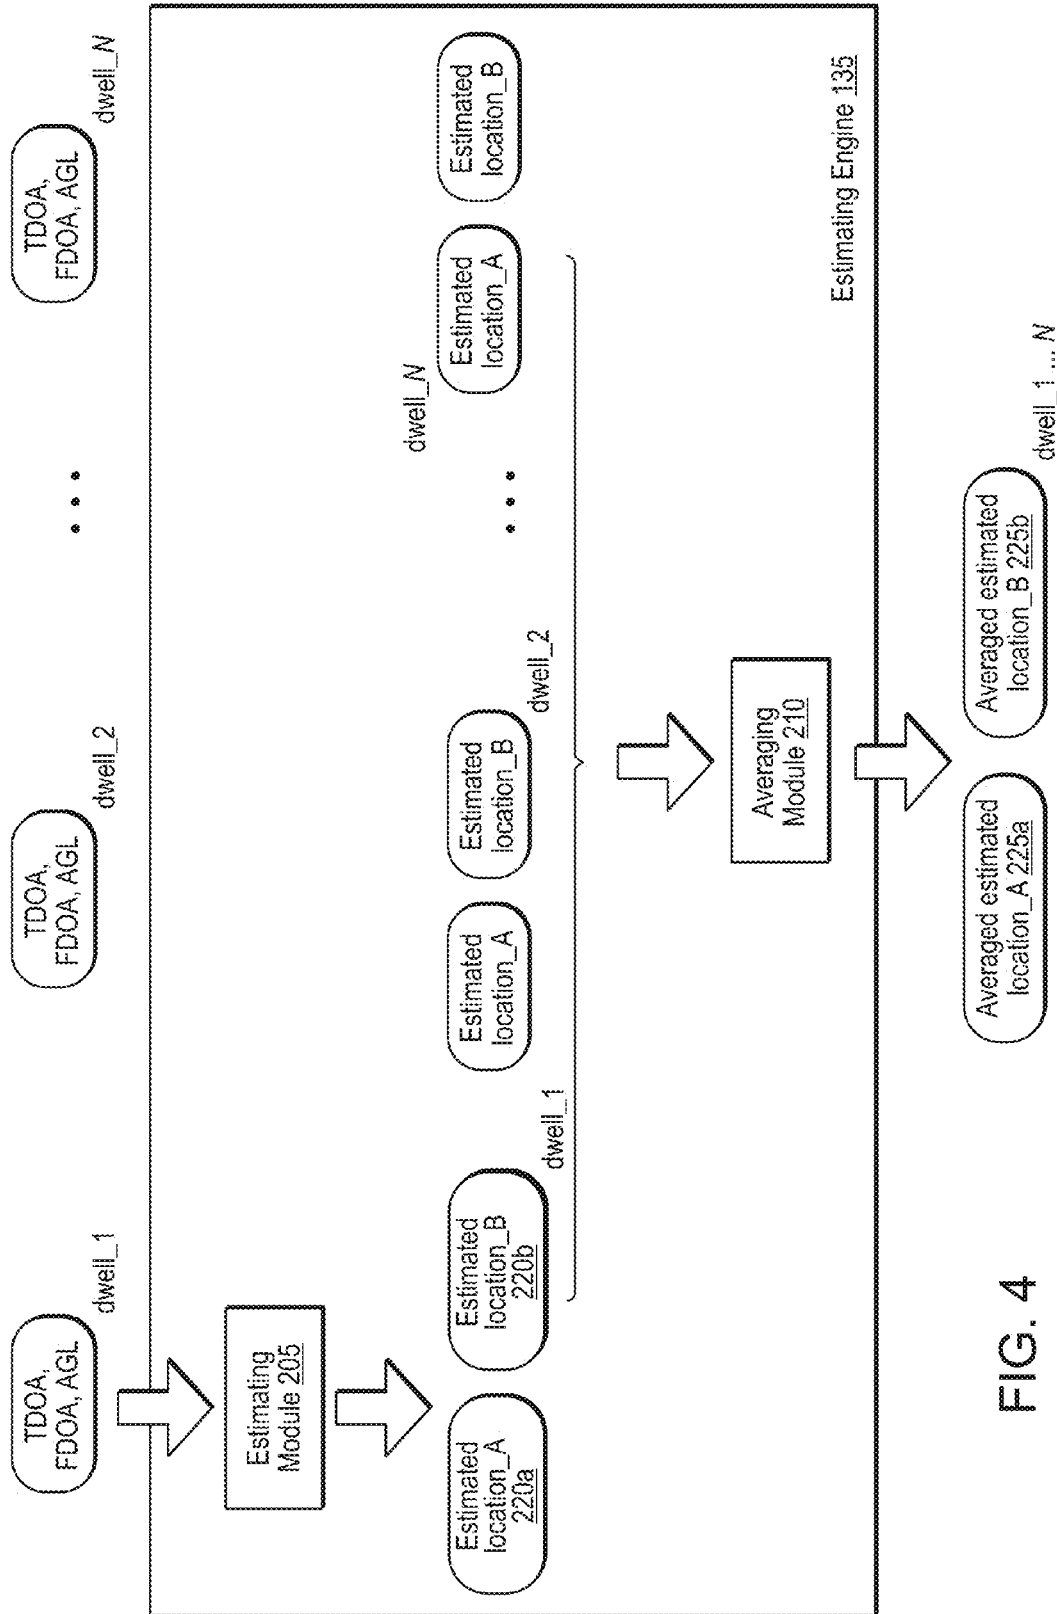 TDOA,
FDOA, AGL
dwell_1
TDOA,
FDOA, AGL
dwell_2
TDOA,
FDOA, AGL
dwell_N
Estimating
Module 205
Estimated
location_A
220a
Estimated
location_B
220b
dwell_1
Estimated
location_A
Estimated
location_B
dwell_2
dwell_N
Estimated
location_A
Estimated
location_B
Averaging
Module 210
Estimating Engine 135
Averaged estimated
location_A 225a
Averaged estimated
location_B 225b
dwell_1 ... N
FIG. 4